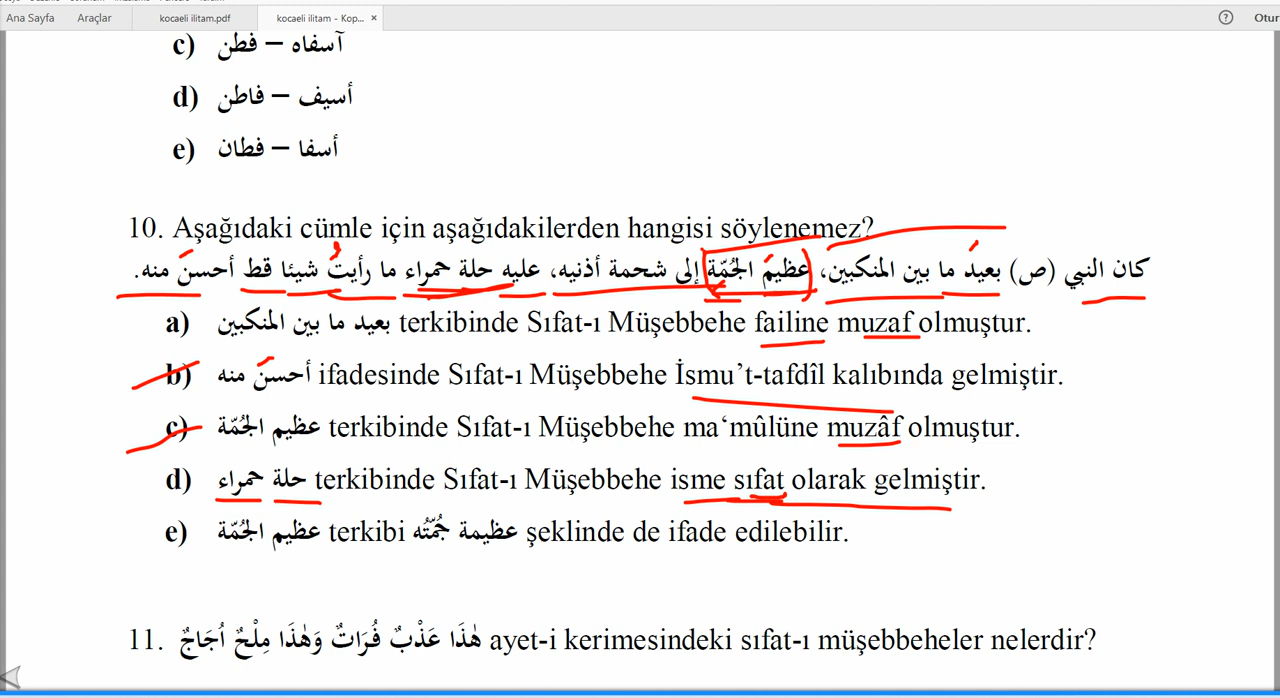 Ana Sayfa Araçlar kocaeli ilitam.pdf kocaeli ilitam - Kop... × ? Otur
c) آسفاه – فطن
d) أسيف – فاطن
e) أسفا – فطان
10. Aşağıdaki cümle için aşağıdakilerden hangisi söylenemez?
كان النبي (ص) بعيدَ ما بين المنكبين، عظيمَ الجُمّة إلى شحمة أذنيه، عليه حلة حمراء ما رأيتُ شيئا قط أحسنَ منه.
a) بعيد ما بين المنكبين terkibinde Sıfat-ı Müşebbehe failine muzaf olmuştur.
b) أحسنَ منه ifadesinde Sıfat-ı Müşebbehe İsmu’t-tafdîl kalıbında gelmiştir.
c) عظيم الجُمّة terkibinde Sıfat-ı Müşebbehe ma‘mûlüne muzâf olmuştur.
d) حلة حمراء terkibinde Sıfat-ı Müşebbehe isme sıfat olarak gelmiştir.
e) عظيم الجُمّة terkibi عظيمة جُمّتُه şeklinde de ifade edilebilir.
11. هٰذَا عَذْبٌ فُرَاتٌ وَهٰذَا مِلْحٌ اُجَاجٌ ayet-i kerimesindeki sıfat-ı müşebbeheler nelerdir?